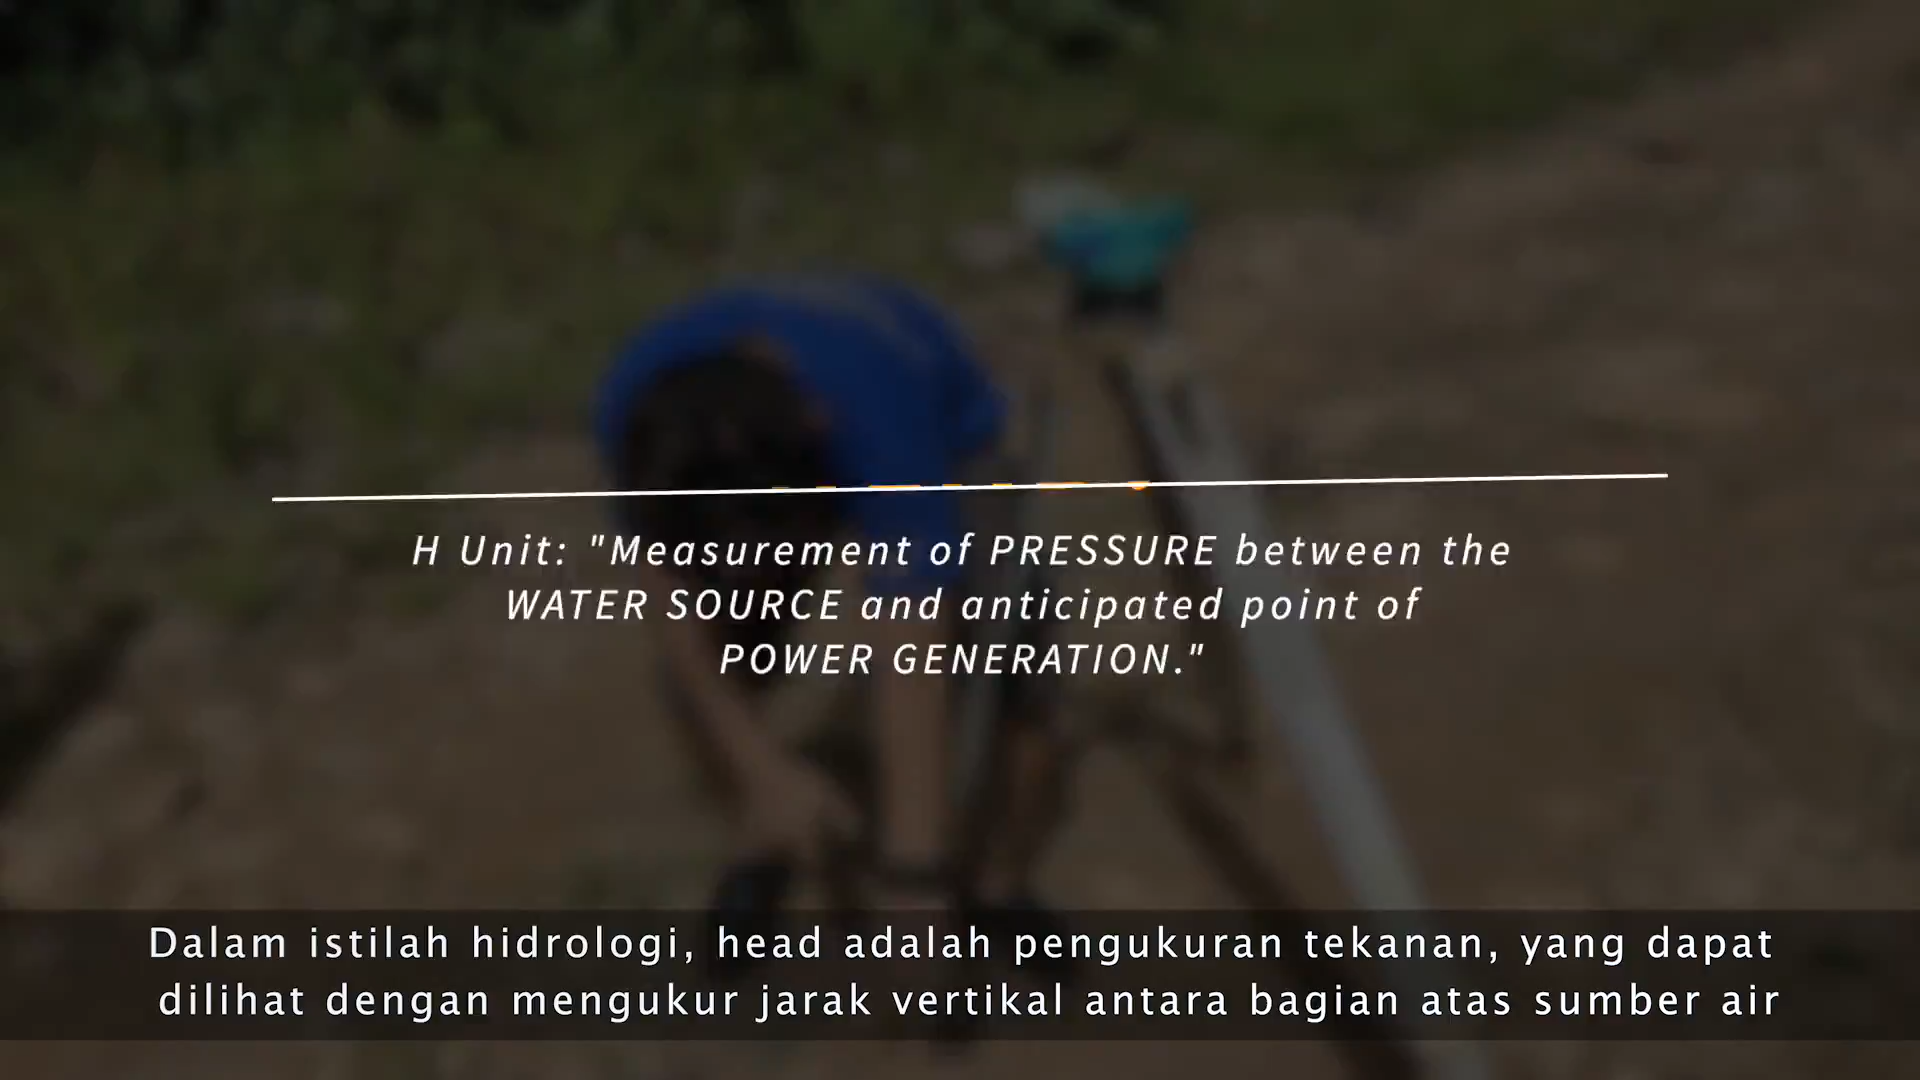 H Unit: "Measurement of PRESSURE between the
WATER SOURCE and anticipated point of
POWER GENERATION."
Dalam istilah hidrologi, head adalah pengukuran tekanan, yang dapat
dilihat dengan mengukur jarak vertikal antara bagian atas sumber air